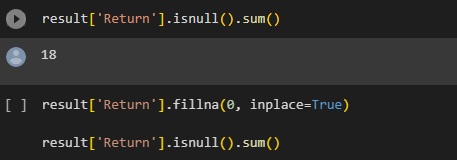 result['Return'].isnull().sum()
18
[ ] result['Return'].fillna(0, inplace=True)
result['Return'].isnull().sum()